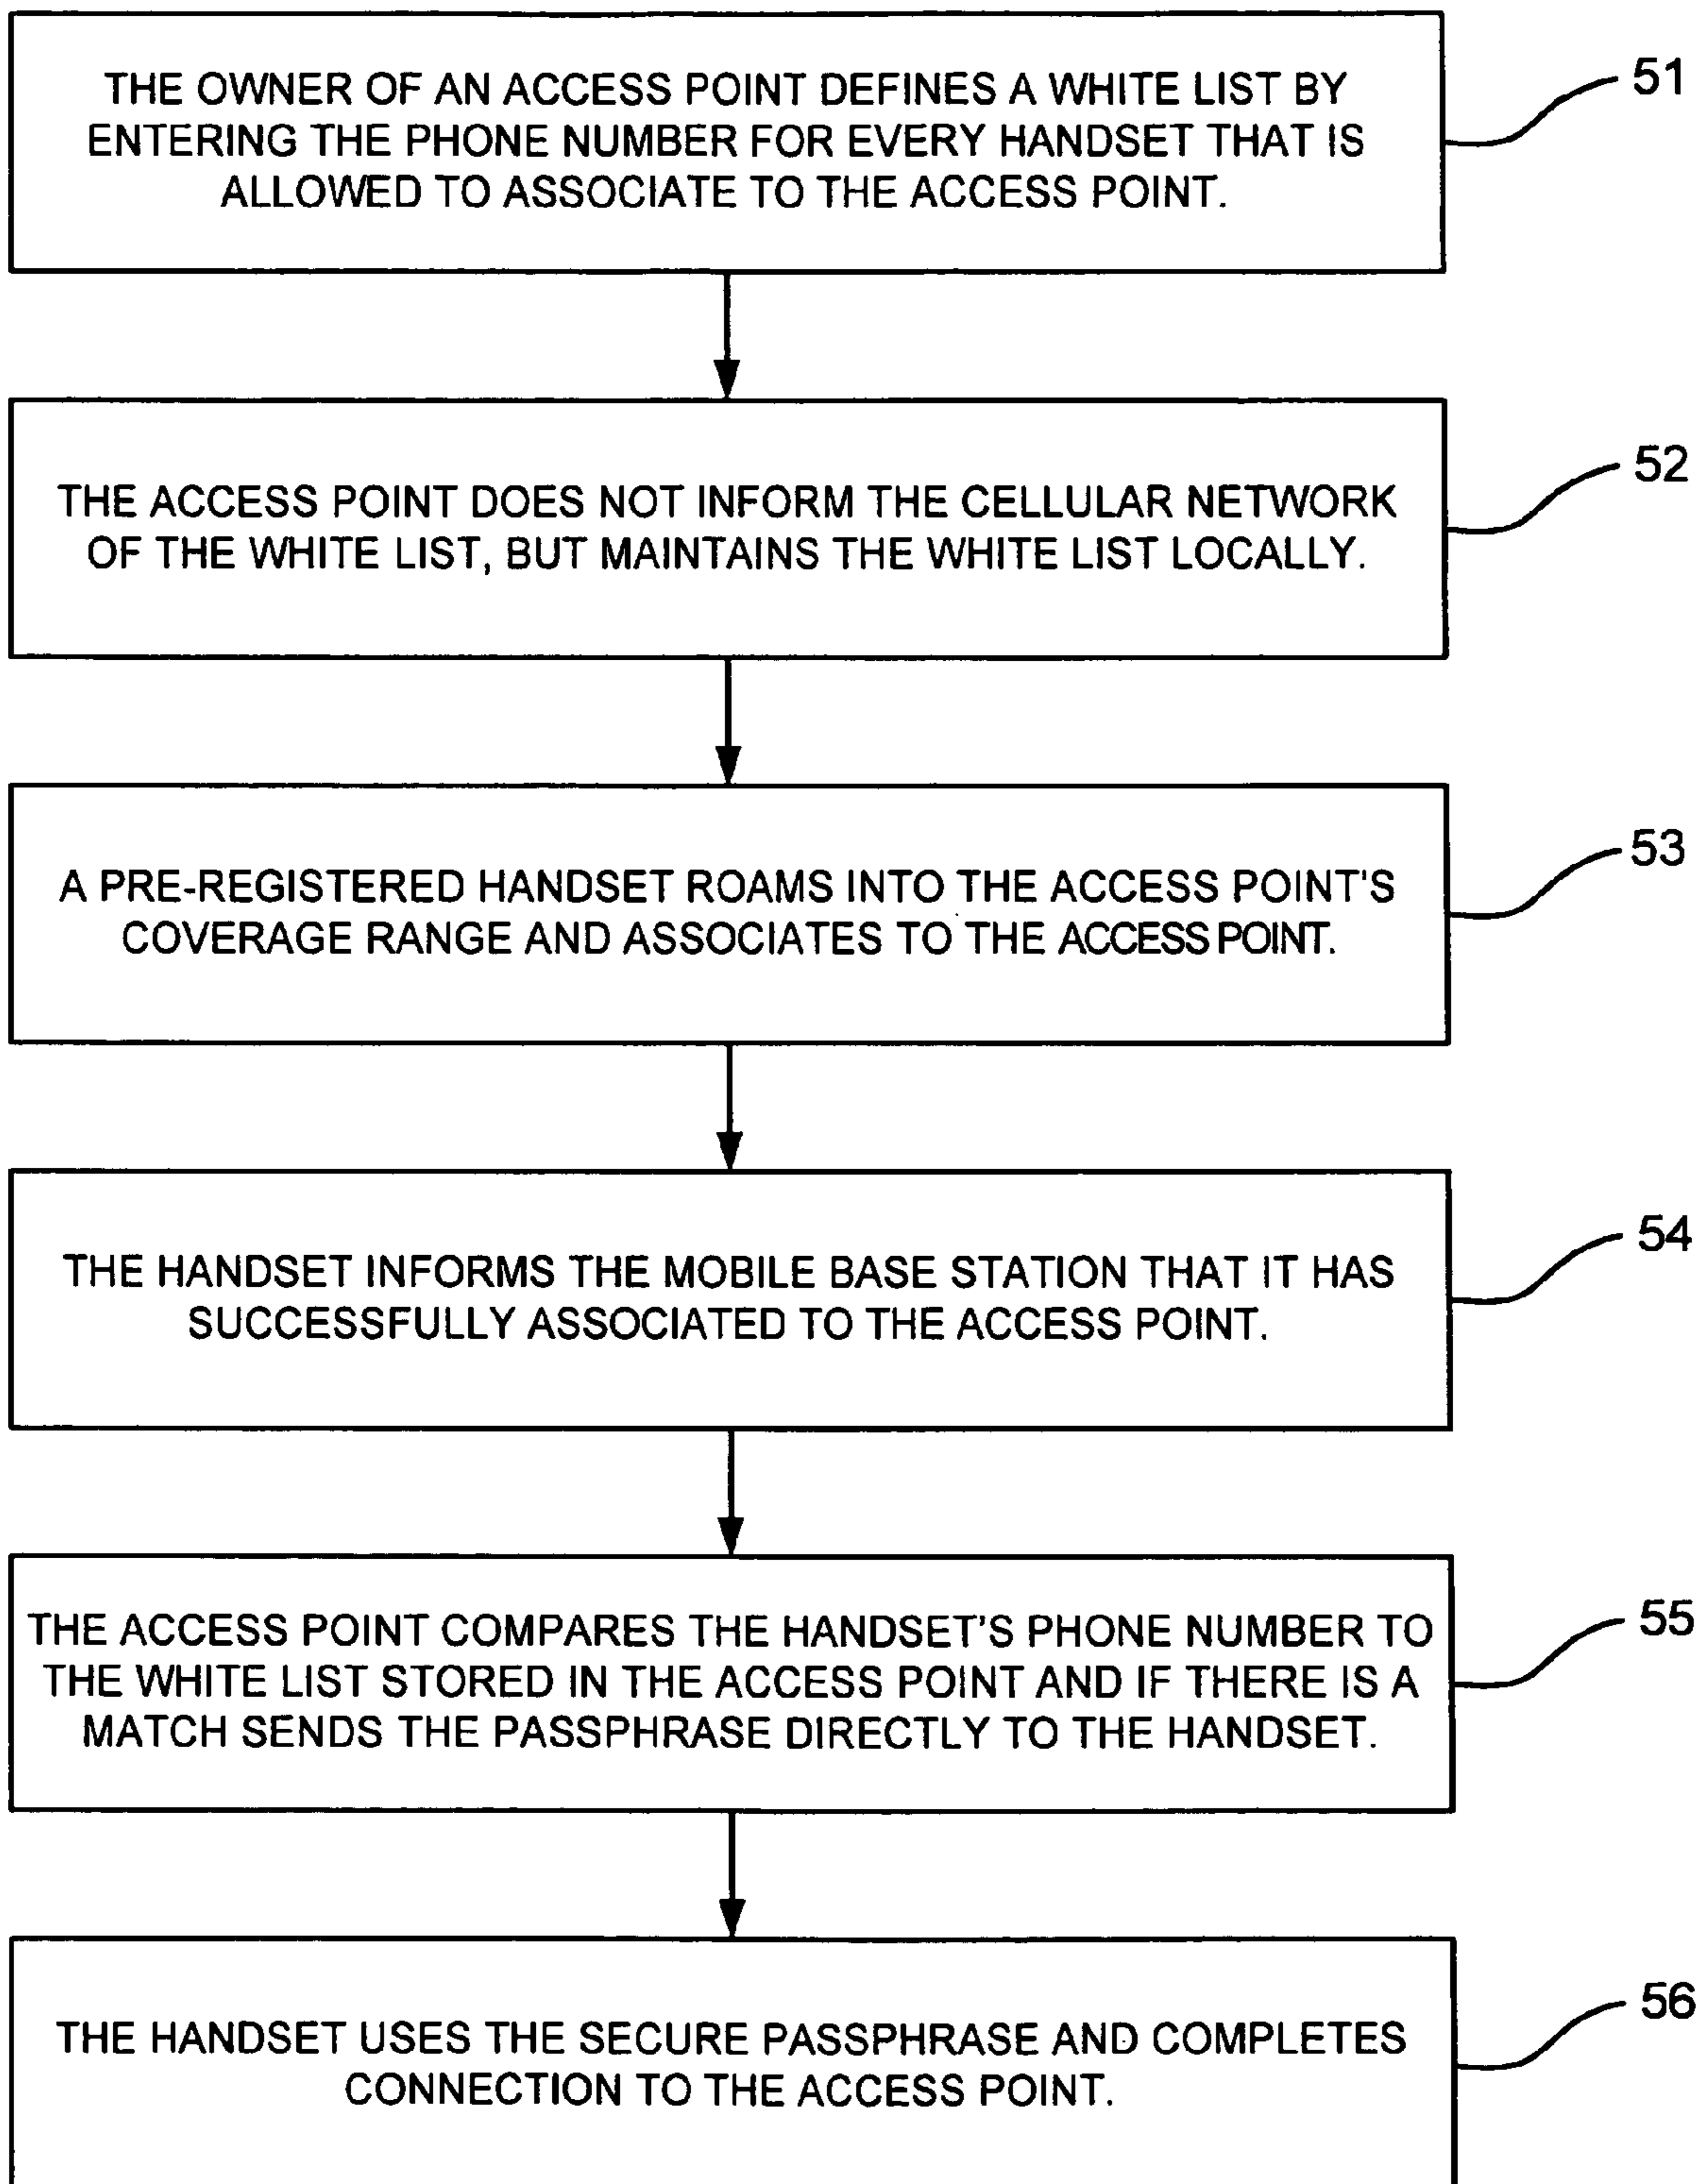 THE OWNER OF AN ACCESS POINT DEFINES A WHITE LIST BY
ENTERING THE PHONE NUMBER FOR EVERY HANDSET THAT IS
ALLOWED TO ASSOCIATE TO THE ACCESS POINT.
51
THE ACCESS POINT DOES NOT INFORM THE CELLULAR NETWORK
OF THE WHITE LIST, BUT MAINTAINS THE WHITE LIST LOCALLY.
52
A PRE-REGISTERED HANDSET ROAMS INTO THE ACCESS POINT'S
COVERAGE RANGE AND ASSOCIATES TO THE ACCESS POINT.
53
THE HANDSET INFORMS THE MOBILE BASE STATION THAT IT HAS
SUCCESSFULLY ASSOCIATED TO THE ACCESS POINT.
54
THE ACCESS POINT COMPARES THE HANDSET'S PHONE NUMBER TO
THE WHITE LIST STORED IN THE ACCESS POINT AND IF THERE IS A
MATCH SENDS THE PASSPHRASE DIRECTLY TO THE HANDSET.
55
THE HANDSET USES THE SECURE PASSPHRASE AND COMPLETES
CONNECTION TO THE ACCESS POINT.
56